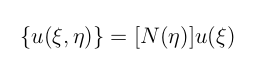 {u(ξ, η)} = [N(η)]u(ξ)